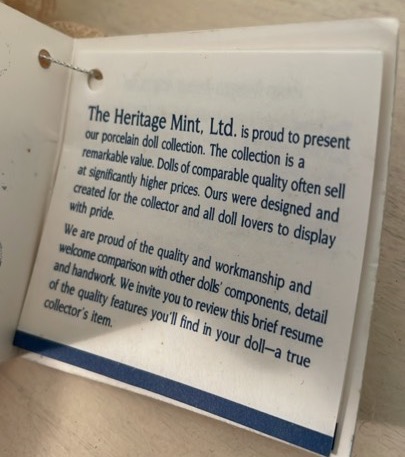 The Heritage Mint, Ltd. is proud to present
our porcelain doll collection. The collection is a
remarkable value. Dolls of comparable quality often sell
at significantly higher prices. Ours were designed and
created for the collector and all doll lovers to display
with pride.
We are proud of the quality and workmanship and
welcome comparison with other dolls' components, detail
and handwork. We invite you to review this brief resume
of the quality features you'll find in your doll—a true
collector's item.